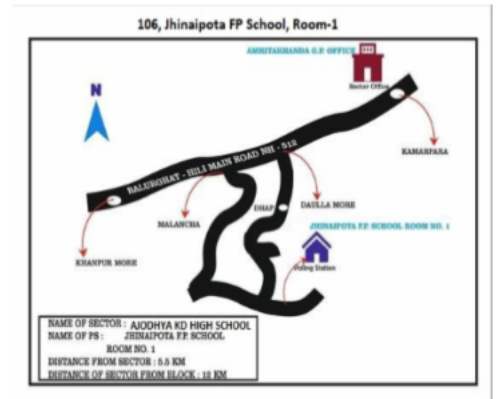 106, Jhinaipota FP School, Room-1
AMRITAKHANDA G.P. OFFICE
Sector Office
N
KAMARPARA
BALURGHAT - HILI MAIN ROAD NH - 512
DHAP
DAULLA MORE
MALANCHA
JHINAIPOTA F.P. SCHOOL ROOM NO. 1
KHANPUR MORE
Voling Station
NAME OF SECTOR : AJODHYA KD HIGH SCHOOL
NAME OF PS : JHINAIPOTA F.P. SCHOOL
ROOM NO. 1
DISTANCE FROM SECTOR : 5.5 KM
DISTANCE OF SECTOR FROM BLOCK : 12 KM